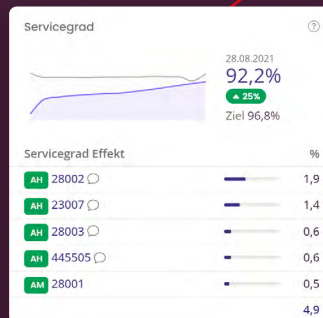 Servicegrad
28.08.2021
92,2%
25%
Ziel 96,8%
Servicegrad Effekt %
AH 28002 1,9
AH 23007 1,4
AH 28003 0,6
AH 445505 0,6
AM 28001 0,5
4,9